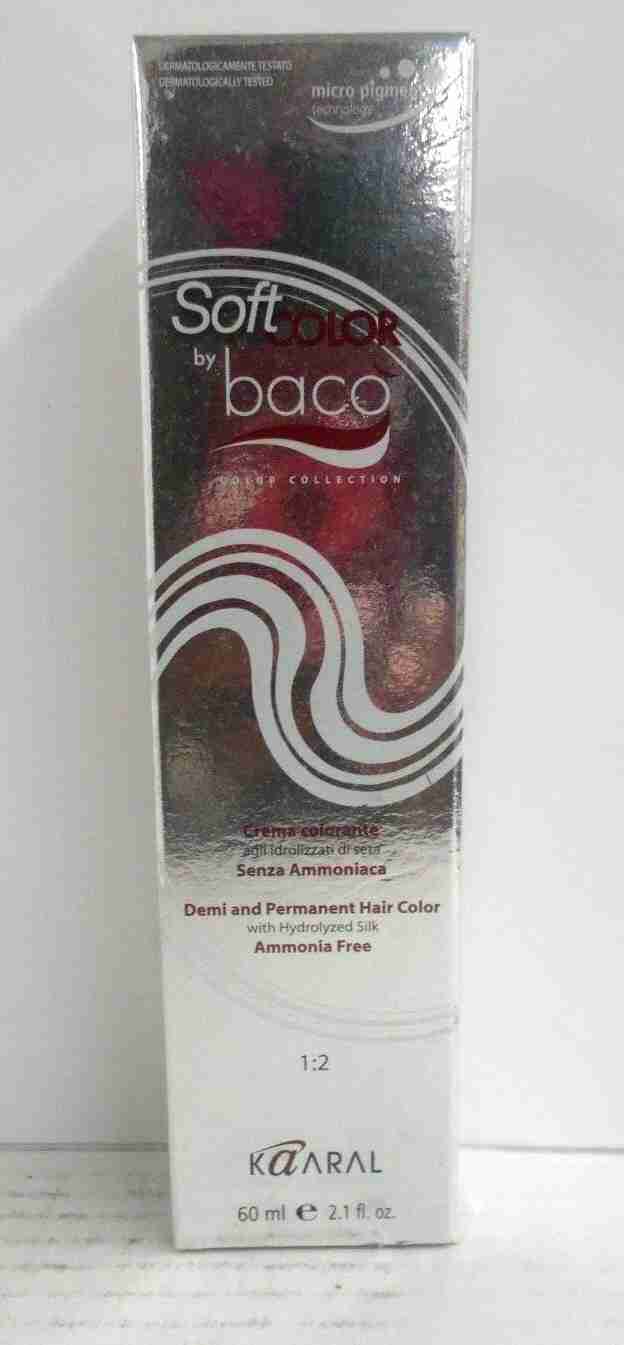 DERMATOLOGICAMENTE TESTATO
DERMATOLOGICALLY TESTED
micro pigme
technology
Soft COLOR
by baco
COLOR COLLECTION
Crema colorante
agli idrolizzati di seta
Senza Ammoniaca
Demi and Permanent Hair Color
with Hydrolyzed Silk
Ammonia Free
1:2
KaARAL
60 ml e 2.1 fl. oz.